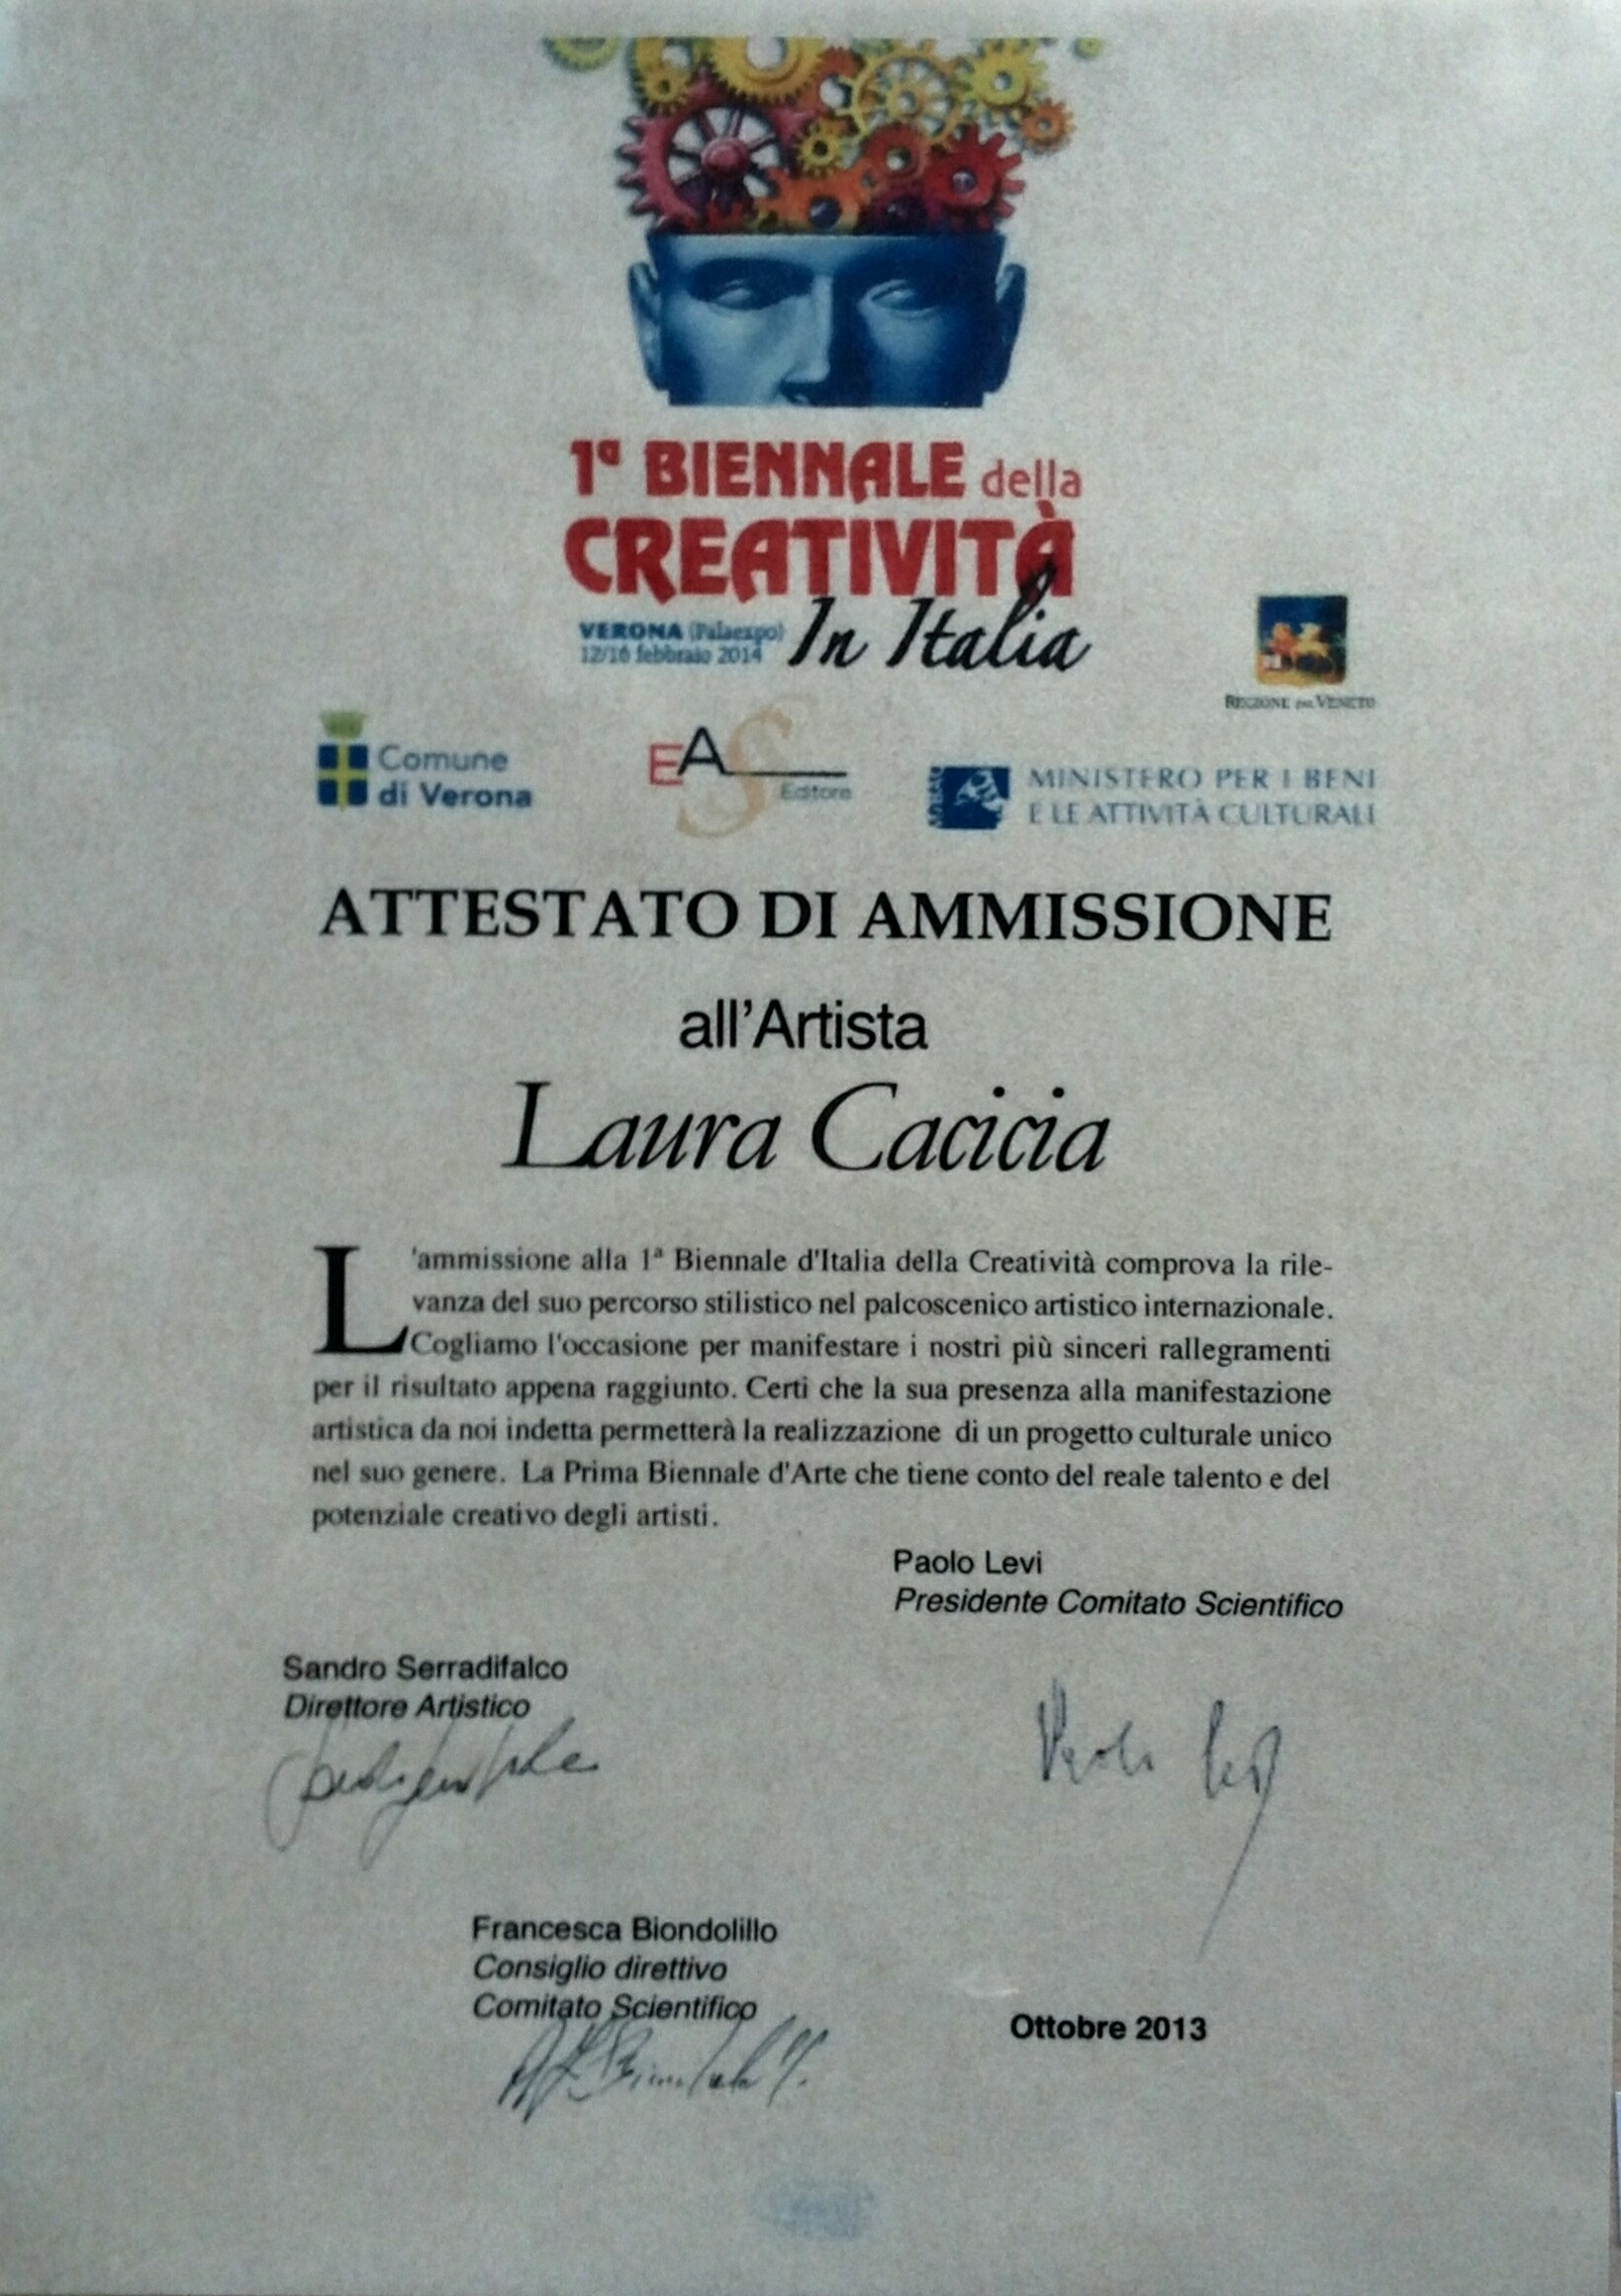 1ª BIENNALE della
CREATIVITÀ
In Italia
VERONA (Palaexpo)
12/16 febbraio 2014
REGIONE DEL VENETO
Comune
di Verona
EAS
Editore
MINISTERO PER I BENI
E LE ATTIVITÀ CULTURALI
ATTESTATO DI AMMISSIONE
all'Artista
Laura Cacicia
L'ammissione alla 1ª Biennale d'Italia della Creatività comprova la rile-
vanza del suo percorso stilistico nel palcoscenico artistico internazionale.
Cogliamo l'occasione per manifestare i nostri più sinceri rallegramenti
per il risultato appena raggiunto. Certi che la sua presenza alla manifestazione
artistica da noi indetta permetterà la realizzazione di un progetto culturale unico
nel suo genere. La Prima Biennale d'Arte che tiene conto del reale talento e del
potenziale creativo degli artisti.
Paolo Levi
Presidente Comitato Scientifico
Sandro Serradifalco
Direttore Artistico
Paolo Levi
Francesca Biondolillo
Consiglio direttivo
Comitato Scientifico
Ottobre 2013